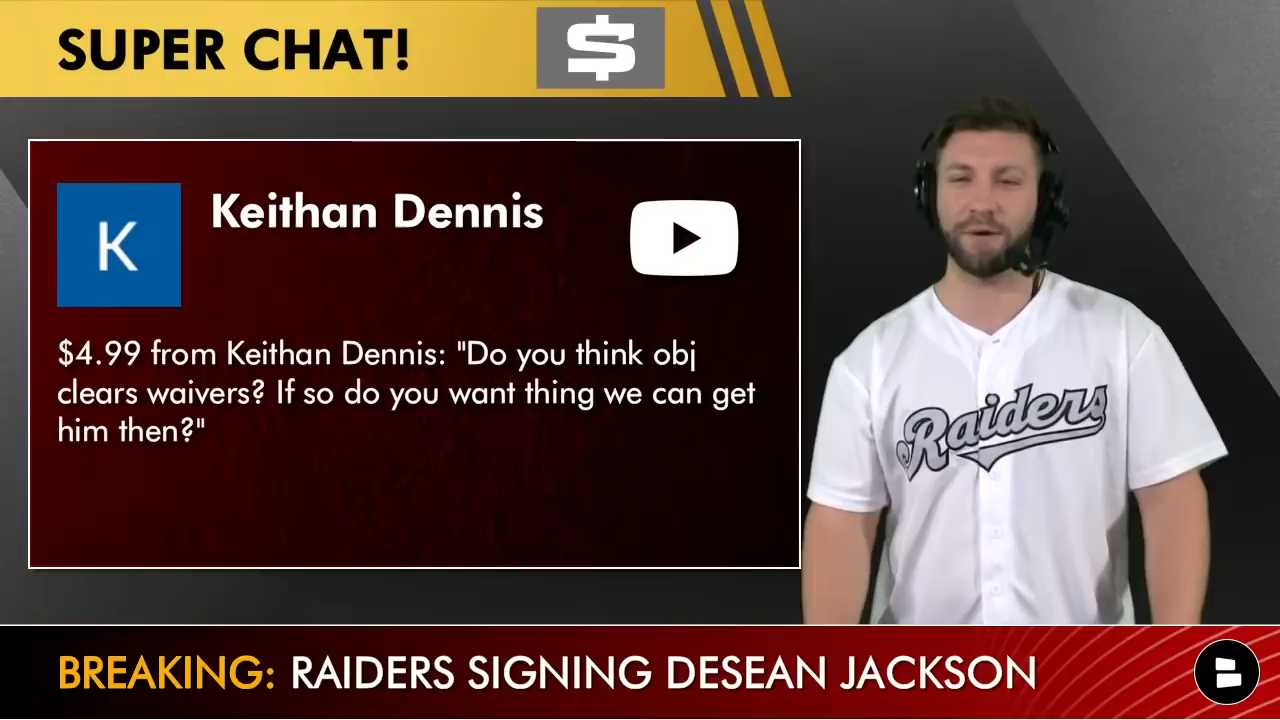 SUPER CHAT!
$
K
Keithan Dennis
$4.99 from Keithan Dennis: "Do you think obj
clears waivers? If so do you want thing we can get
him then?"
Raiders
BREAKING: RAIDERS SIGNING DESEAN JACKSON